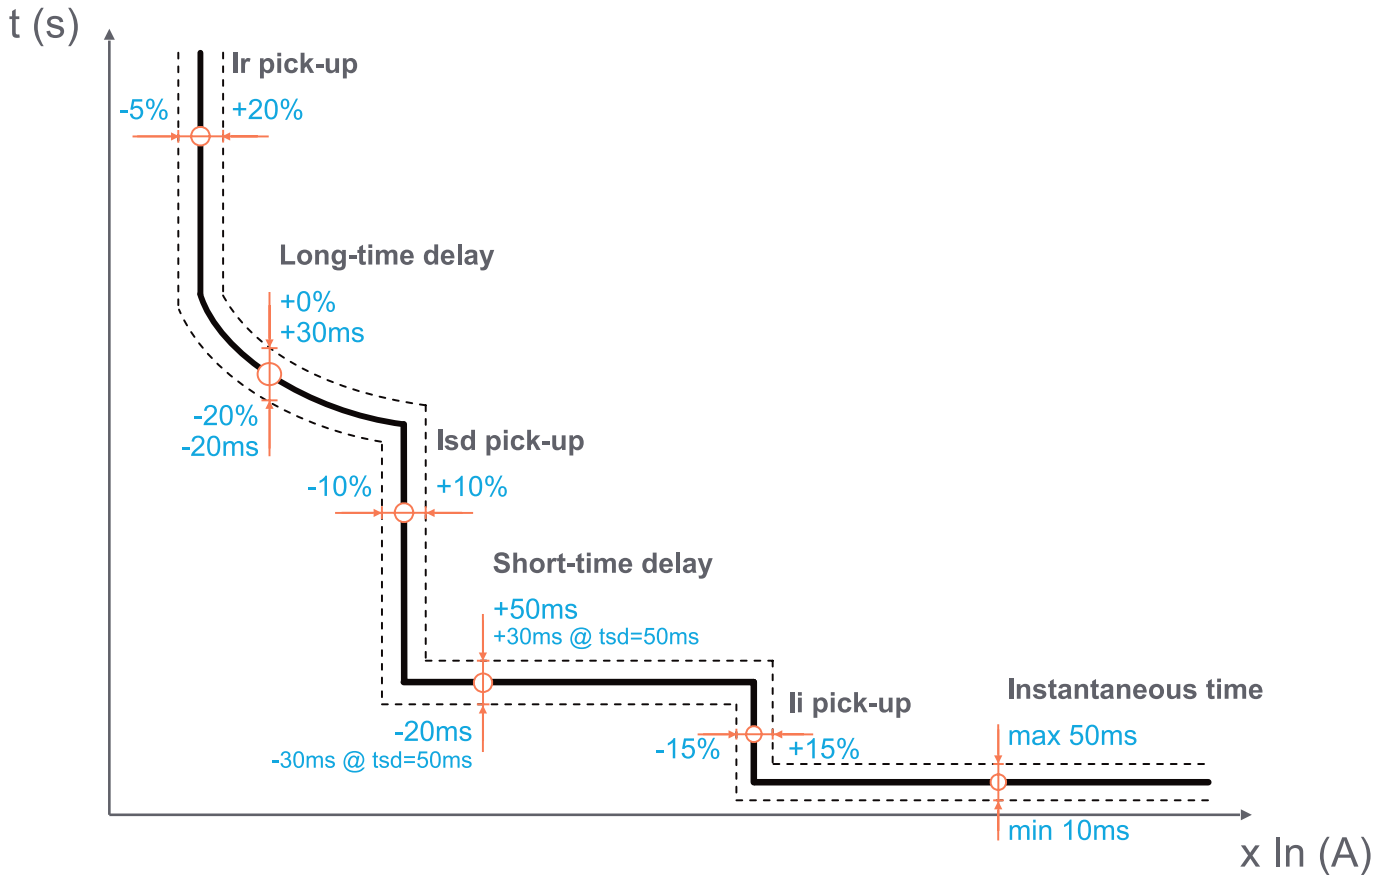 t (s)
Ir pick-up
-5%
+20%
Long-time delay
+0%
+30ms
-20%
-20ms
Isd pick-up
-10%
+10%
Short-time delay
+50ms
+30ms @ tsd=50ms
-20ms
-30ms @ tsd=50ms
Ii pick-up
-15%
+15%
Instantaneous time
max 50ms
min 10ms
x In (A)